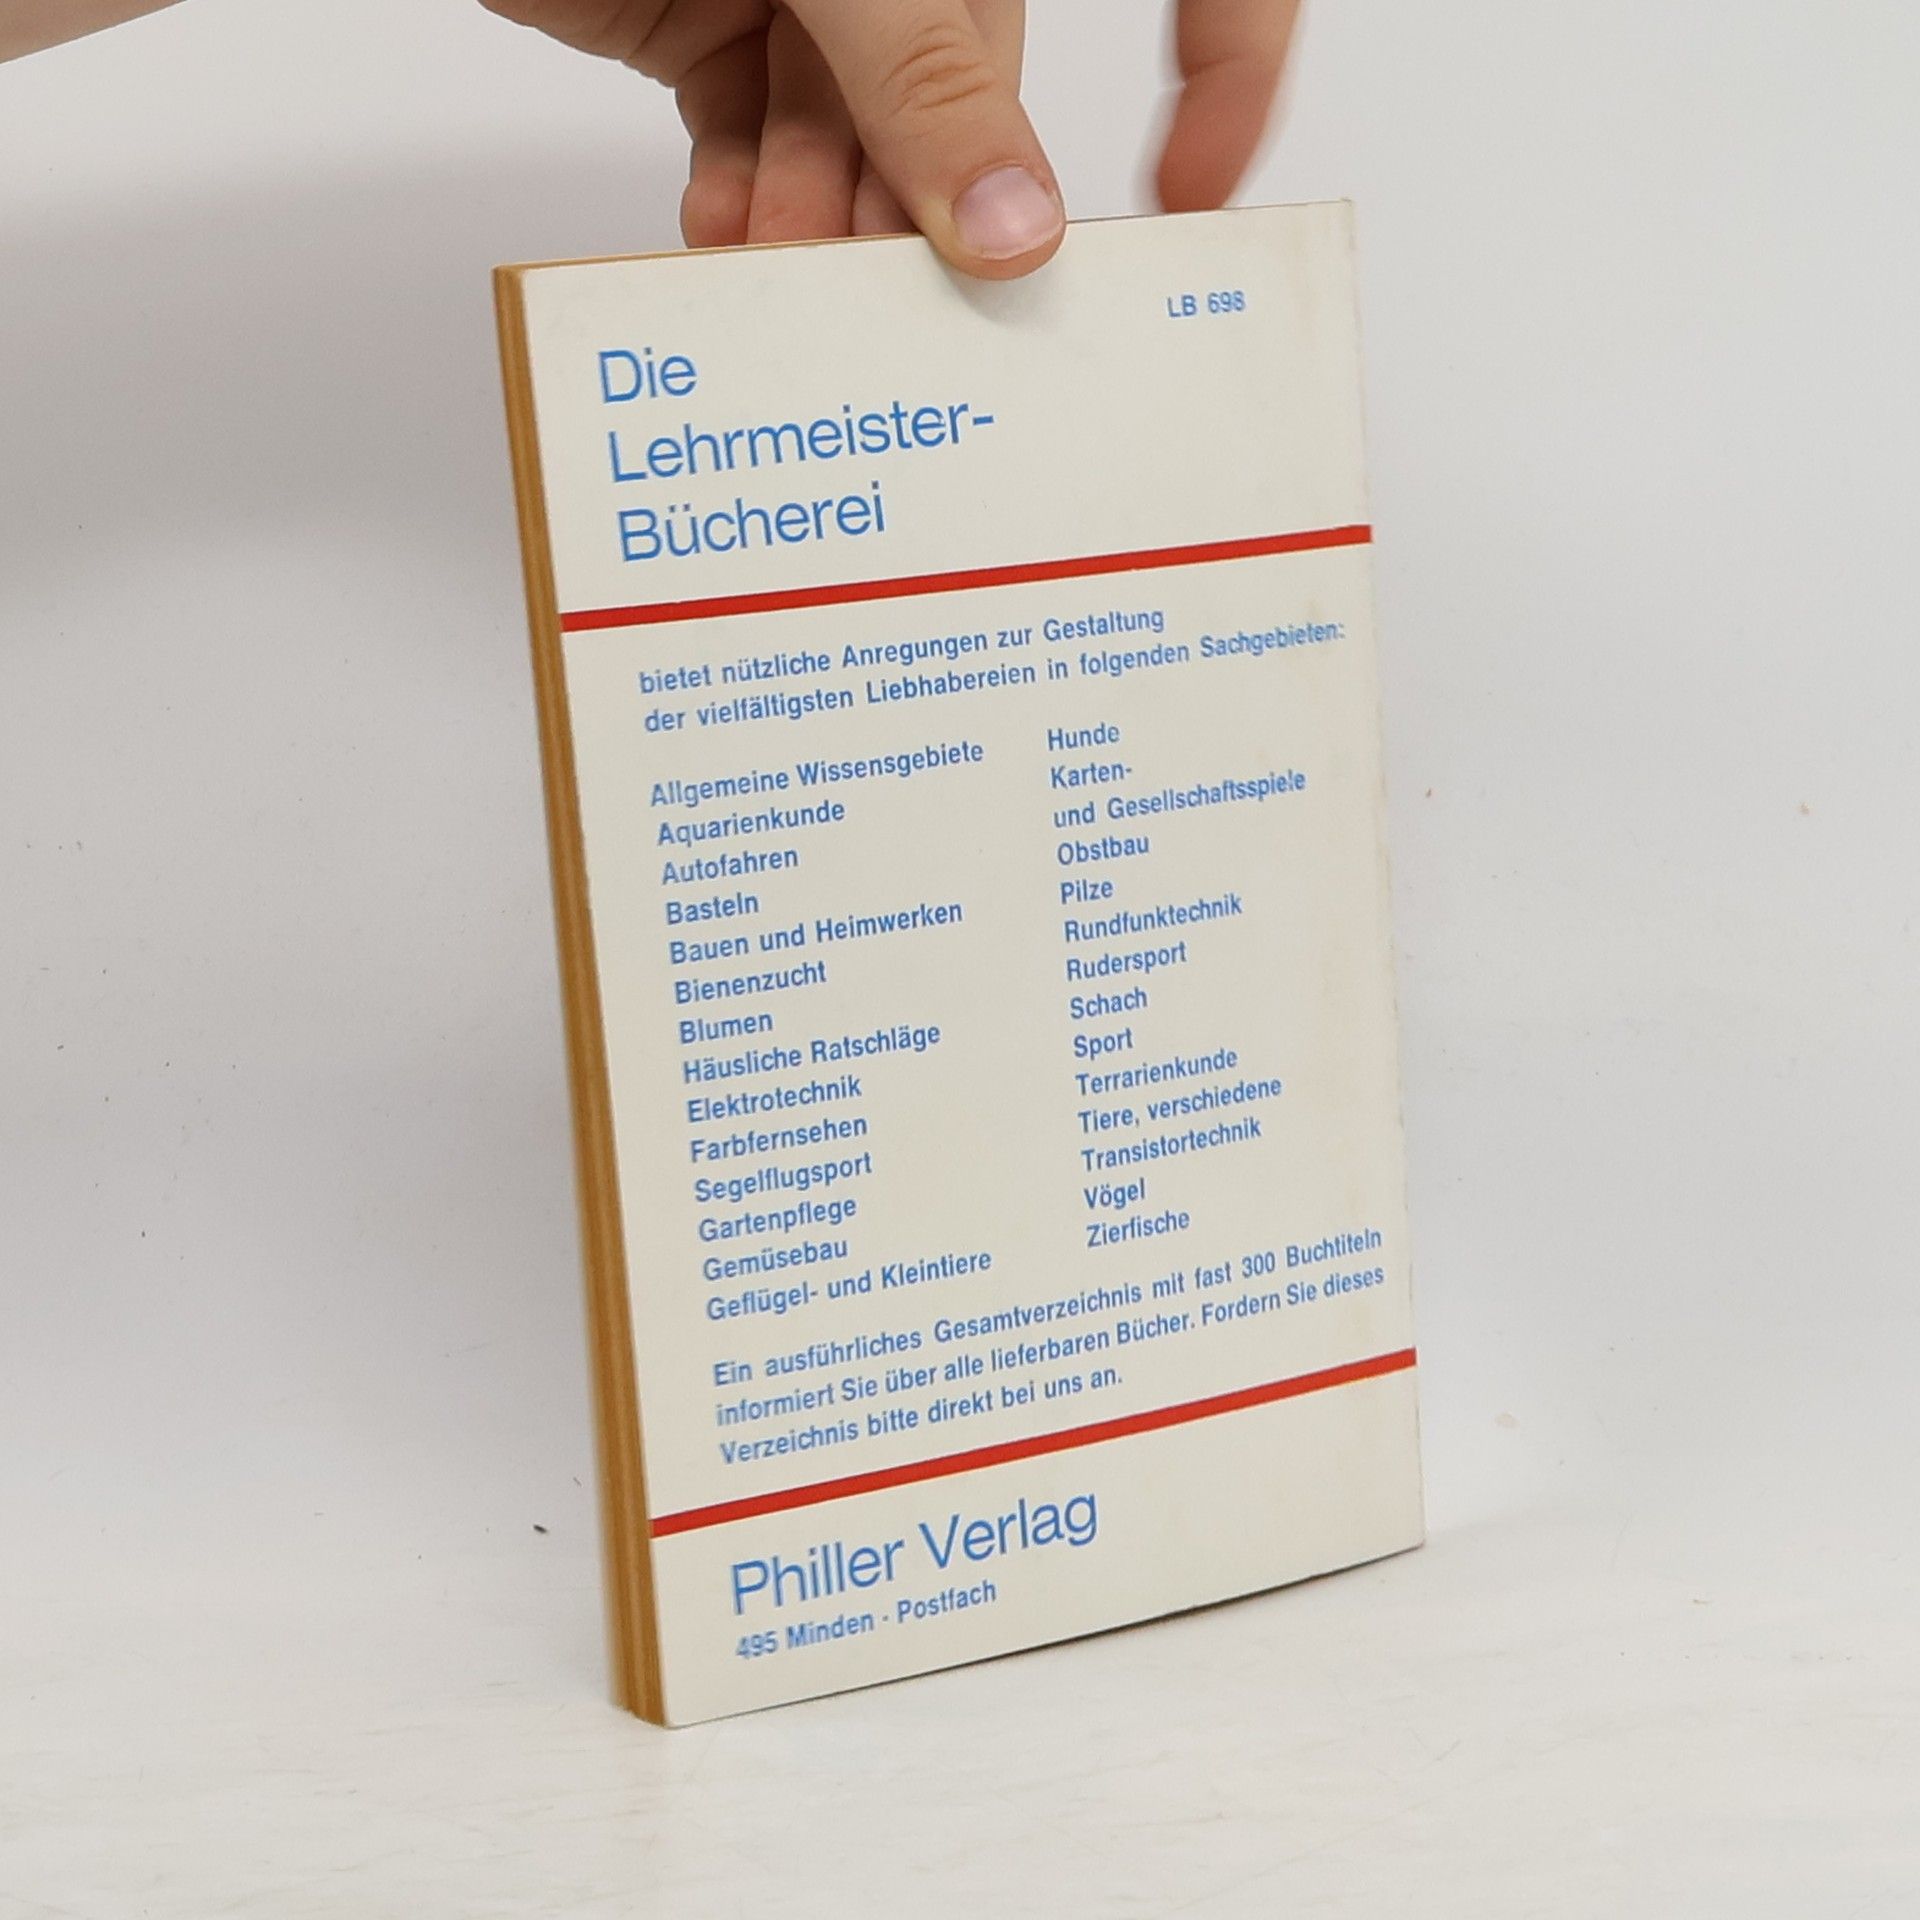 LB 698
Die
Lehrmeister-
Bücherei
bietet nützliche Anregungen zur Gestaltung
der vielfältigsten Liebhabereien in folgenden Sachgebieten:
Allgemeine Wissensgebiete
Aquarienkunde
Autofahren
Basteln
Bauen und Heimwerken
Bienenzucht
Blumen
Häusliche Ratschläge
Elektrotechnik
Farbfernsehen
Segelflugsport
Gartenpflege
Gemüsebau
Geflügel- und Kleintiere
Hunde
Karten-
und Gesellschaftsspiele
Obstbau
Pilze
Rundfunktechnik
Rudersport
Schach
Sport
Terrarienkunde
Tiere, verschiedene
Transistortechnik
Vögel
Zierfische
Ein ausführliches Gesamtverzeichnis mit fast 300 Buchtiteln
informiert Sie über alle lieferbaren Bücher. Fordern Sie dieses
Verzeichnis bitte direkt bei uns an.
Philler Verlag
495 Minden · Postfach